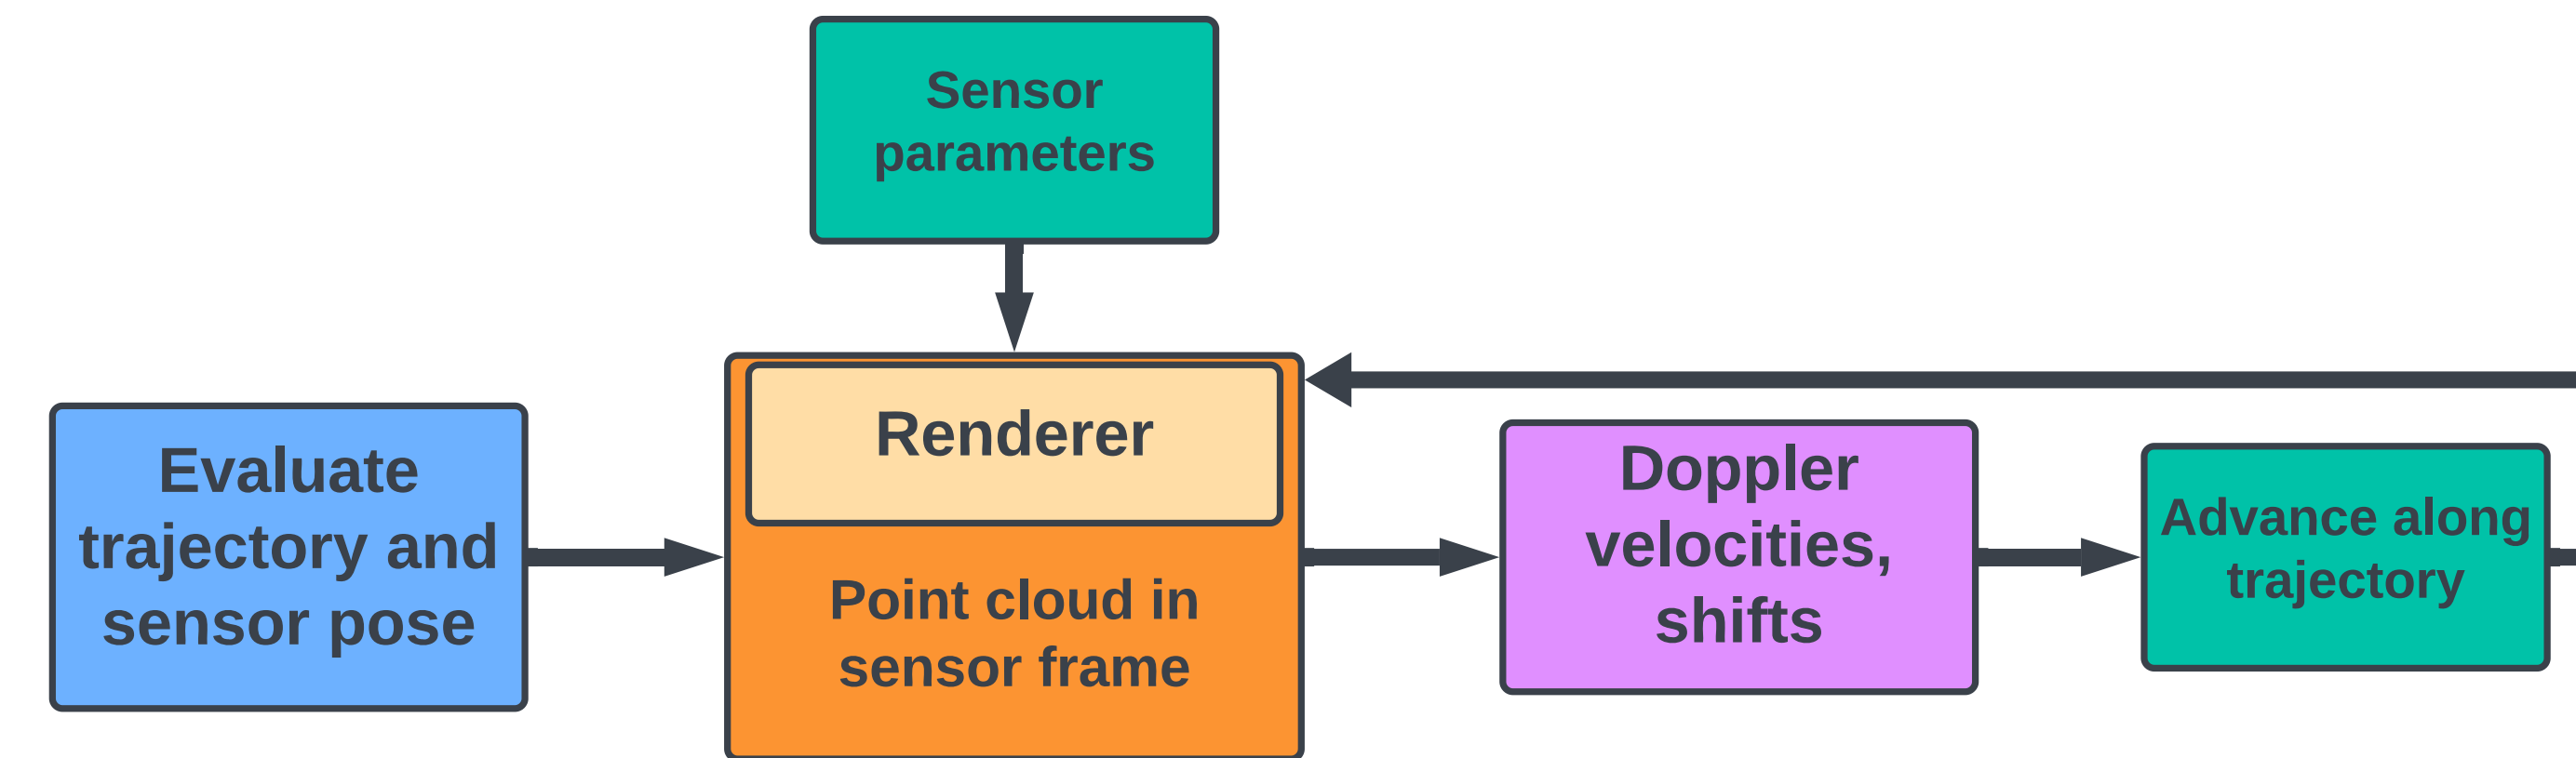 Sensor
parameters
Evaluate
trajectory and
sensor pose
Renderer
Point cloud in
sensor frame
Doppler
velocities,
shifts
Advance along
trajectory